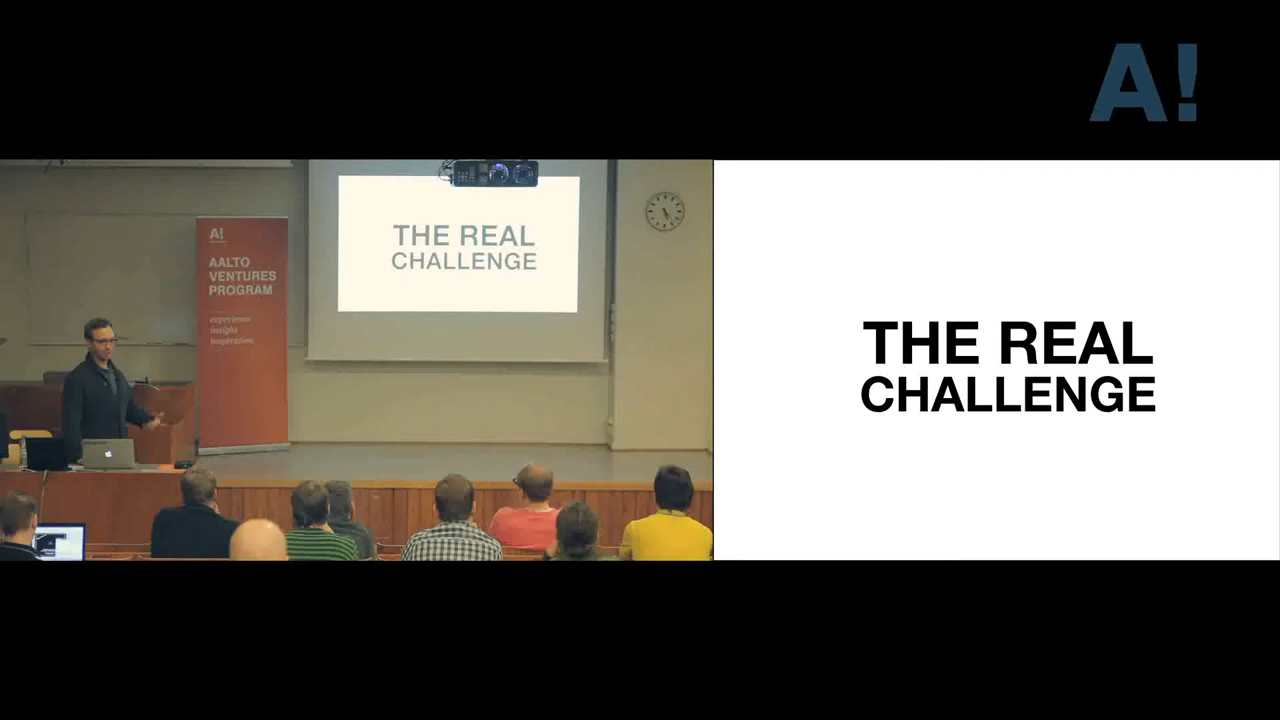 A!
A!
AALTO
VENTURES
PROGRAM
experience
insight
inspiration
THE REAL
CHALLENGE
THE REAL
CHALLENGE